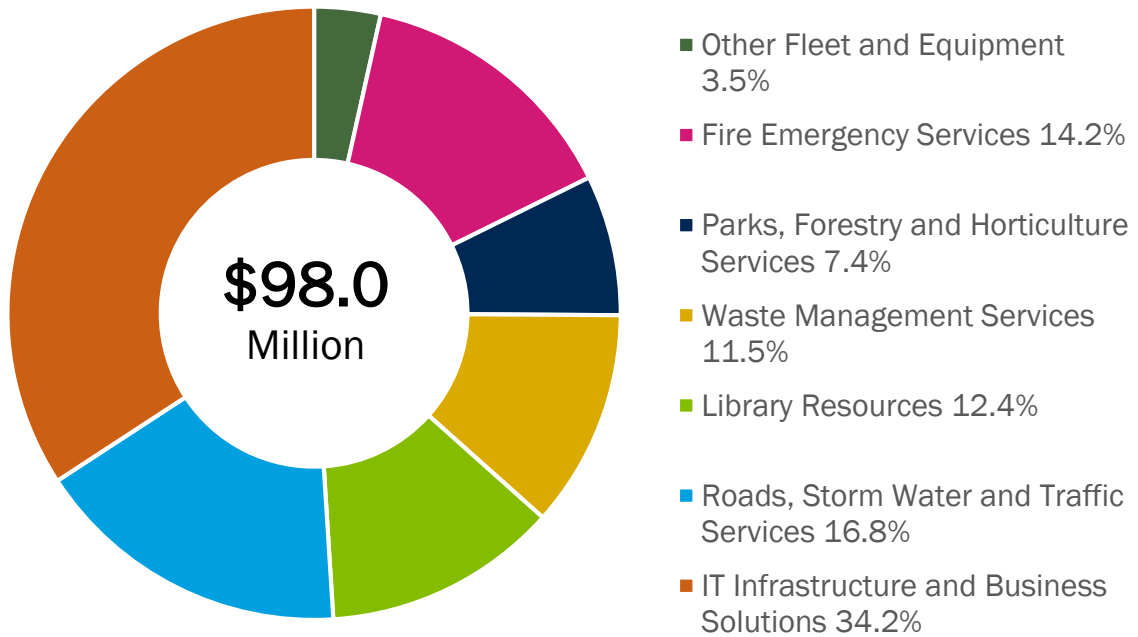 $98.0
Million
Other Fleet and Equipment
3.5%
Fire Emergency Services 14.2%
Parks, Forestry and Horticulture
Services 7.4%
Waste Management Services
11.5%
Library Resources 12.4%
Roads, Storm Water and Traffic
Services 16.8%
IT Infrastructure and Business
Solutions 34.2%